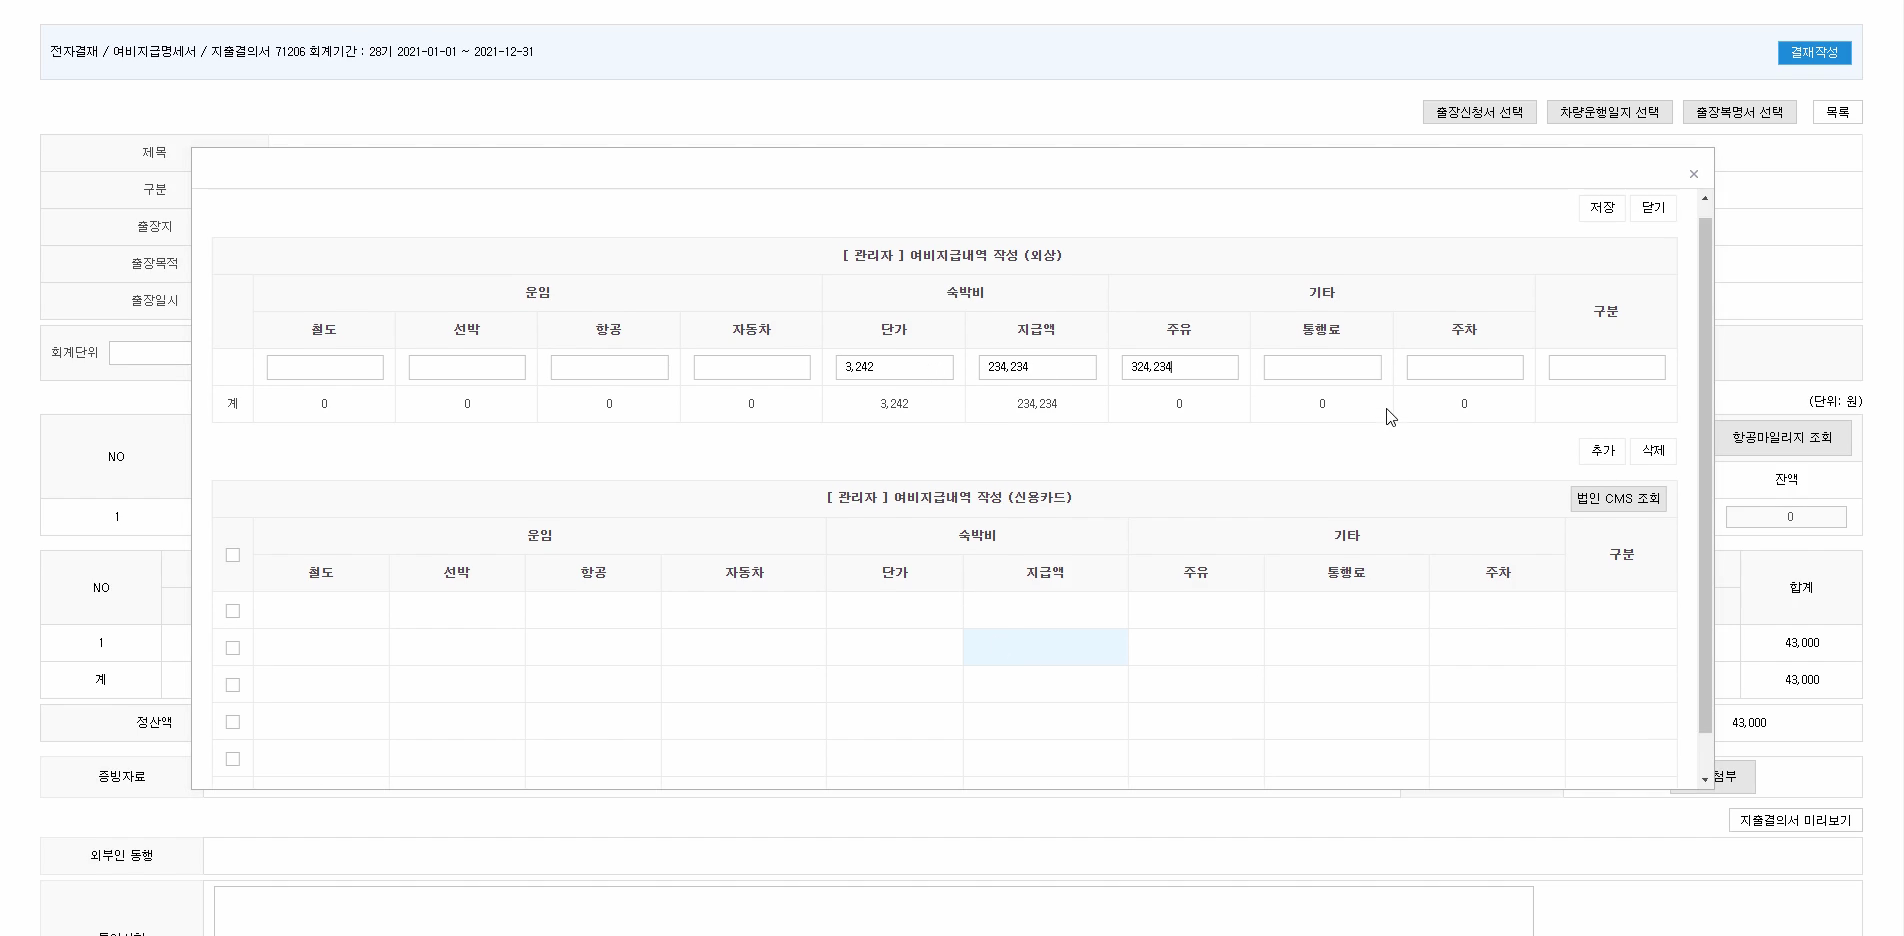 전자결재 / 여비지급명세서 / 지출결의서 71206 회계기간 : 28기 2021-01-01 ~ 2021-12-31
결재작성
출장신청서 선택 차량운행일지 선택 출장복명서 선택 목록
제목
구분
출장지
출장목적
출장일시
회계단위
(단위: 원)
NO
항공마일리지 조회
잔액
1
0
NO
합계
1
43,000
계
43,000
정산액
43,000
증빙자료
첨부
지출결의서 미리보기
외부인 동행
×
저장 닫기
[ 관리자 ] 여비지급내역 작성 (외상)
운임 숙박비 기타 구분
철도 선박 항공 자동차 단가 지급액 주유 통행료 주차
3,242 234,234 324,234
계 0 0 0 0 3,242 234,234 0 0 0
추가 삭제
[ 관리자 ] 여비지급내역 작성 (신용카드)
법인 CMS 조회
운임 숙박비 기타 구분
철도 선박 항공 자동차 단가 지급액 주유 통행료 주차